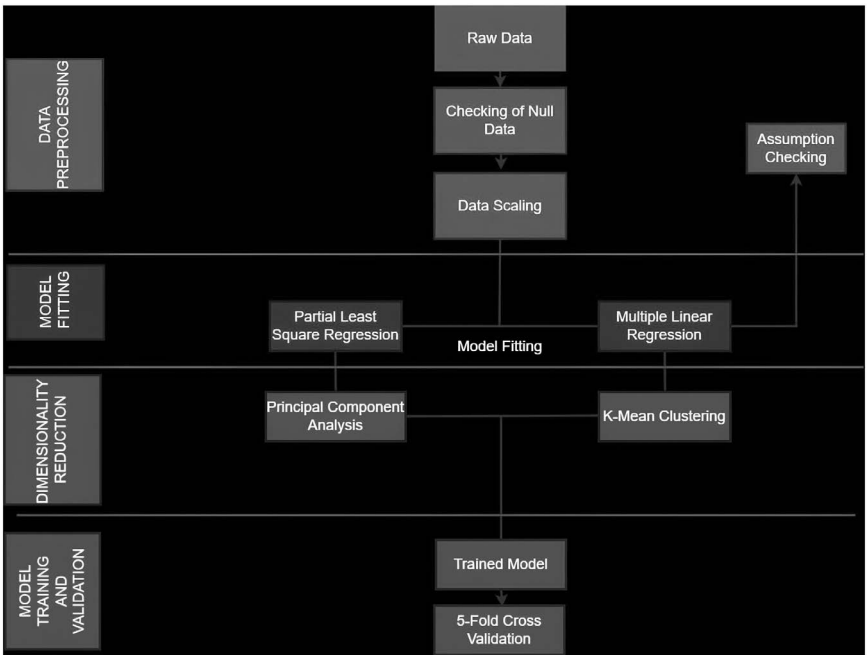 Raw Data
DATA
PREPROCESSING
Checking of Null
Data
Assumption
Checking
Data Scaling
MODEL
FITTING
Partial Least
Square Regression
Multiple Linear
Regression
Model Fitting
DIMENSIONALITY
REDUCTION
Principal Component
Analysis
K-Mean Clustering
MODEL
TRAINING
AND
VALIDATION
Trained Model
5-Fold Cross
Validation